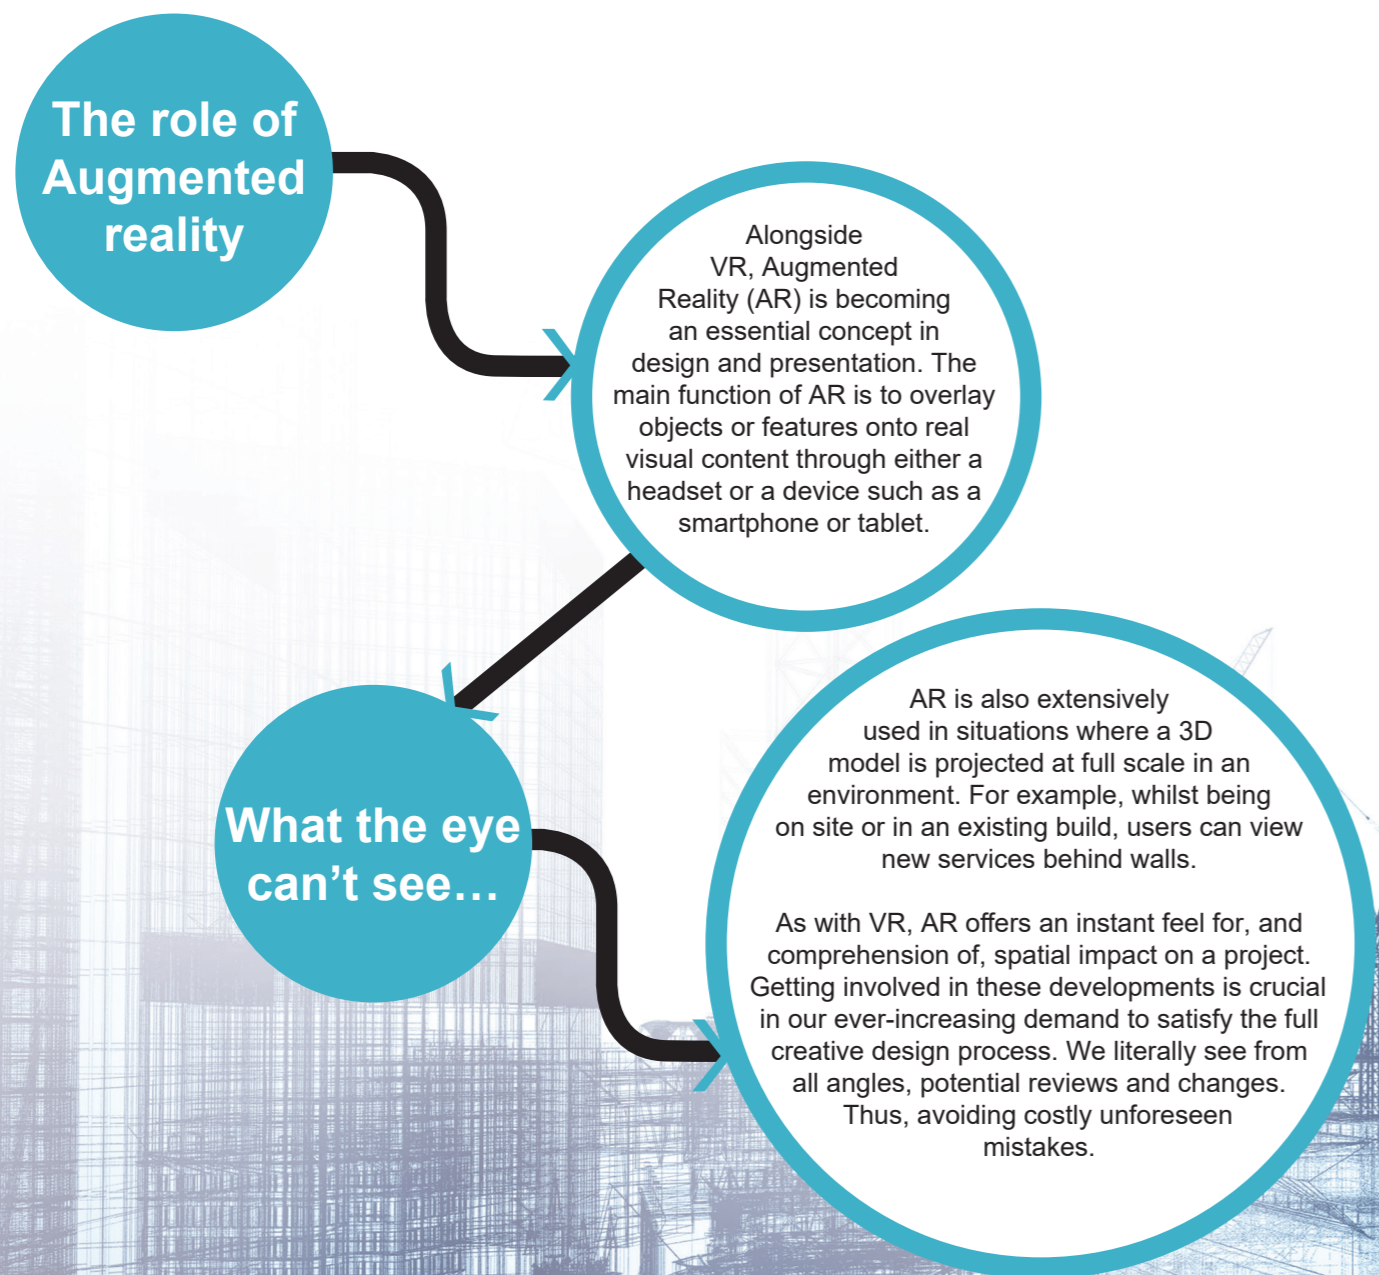 The role of
Augmented
reality
Alongside
VR, Augmented
Reality (AR) is becoming
an essential concept in
design and presentation. The
main function of AR is to overlay
objects or features onto real
visual content through either a
headset or a device such as a
smartphone or tablet.
What the eye
can’t see…
AR is also extensively
used in situations where a 3D
model is projected at full scale in an
environment. For example, whilst being
on site or in an existing build, users can view
new services behind walls.
As with VR, AR offers an instant feel for, and
comprehension of, spatial impact on a project.
Getting involved in these developments is crucial
in our ever-increasing demand to satisfy the full
creative design process. We literally see from
all angles, potential reviews and changes.
Thus, avoiding costly unforeseen
mistakes.